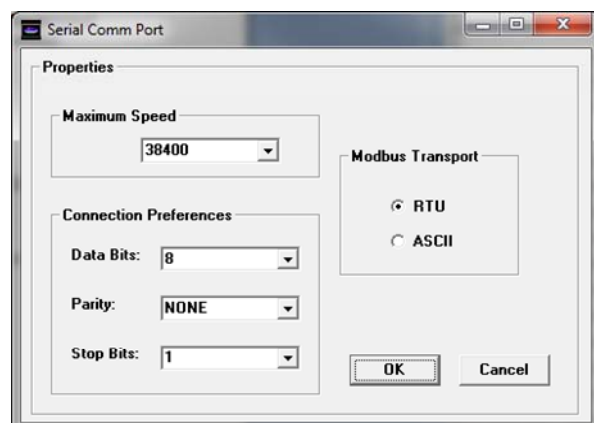 Serial Comm Port
Properties
Maximum Speed
38400
Connection Preferences
Data Bits: 8
Parity: NONE
Stop Bits: 1
Modbus Transport
RTU
ASCII
OK Cancel